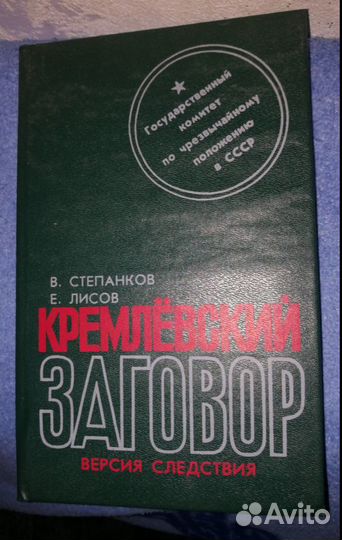 Государственный
комитет
по чрезвычайному
положению
в СССР
В. СТЕПАНКОВ
Е. ЛИСОВ
КРЕМЛЁВСКИЙ
ЗАГОВОР
ВЕРСИЯ СЛЕДСТВИЯ
Avito